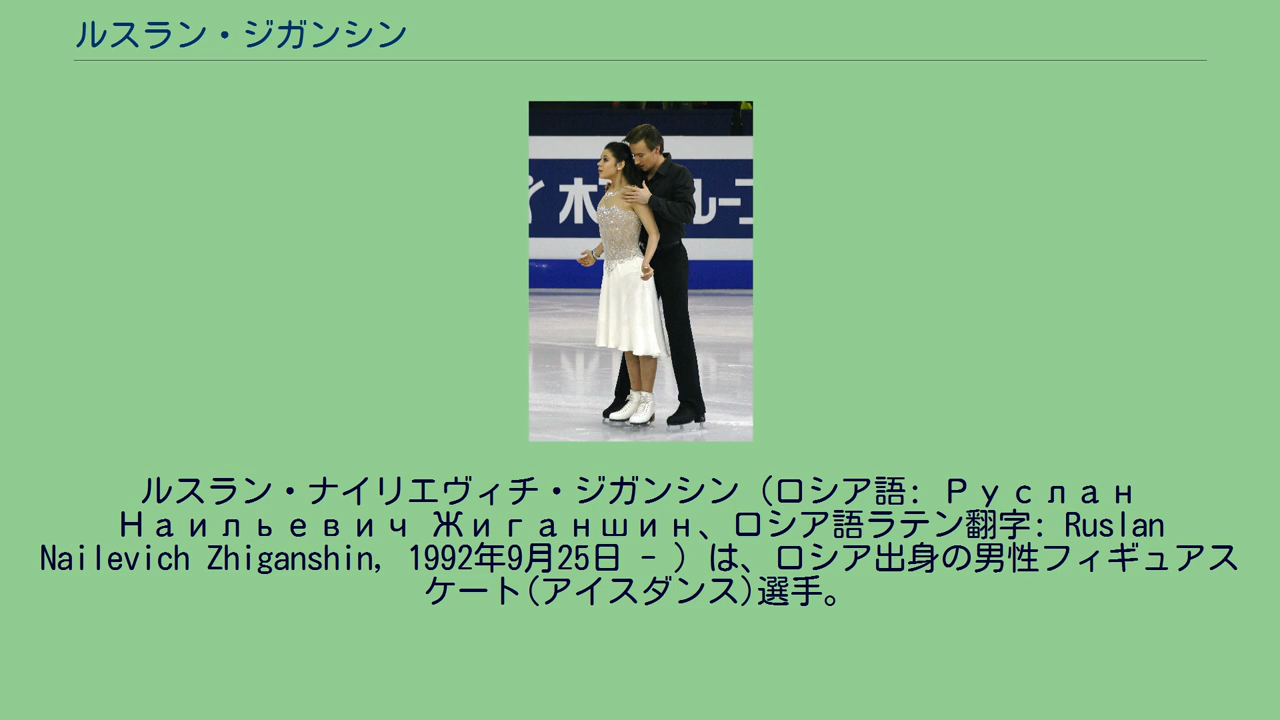 ルスラン・ジガンシン
木
ルー
ルスラン・ナイリエヴィチ・ジガンシン（ロシア語: Руслан
Наильевич Жиганшин、ロシア語ラテン翻字: Ruslan
Nailevich Zhiganshin, 1992年9月25日 - ）は、ロシア出身の男性フィギュアス
ケート(アイスダンス)選手。